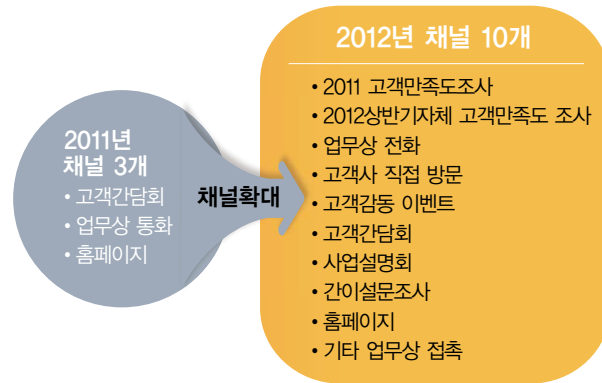 2011년
채널 3개
• 고객간담회
• 업무상 통화
• 홈페이지
채널확대
2012년 채널 10개
• 2011 고객만족도조사
• 2012상반기자체 고객만족도 조사
• 업무상 전화
• 고객사 직접 방문
• 고객감동 이벤트
• 고객간담회
• 사업설명회
• 간이설문조사
• 홈페이지
• 기타 업무상 접촉